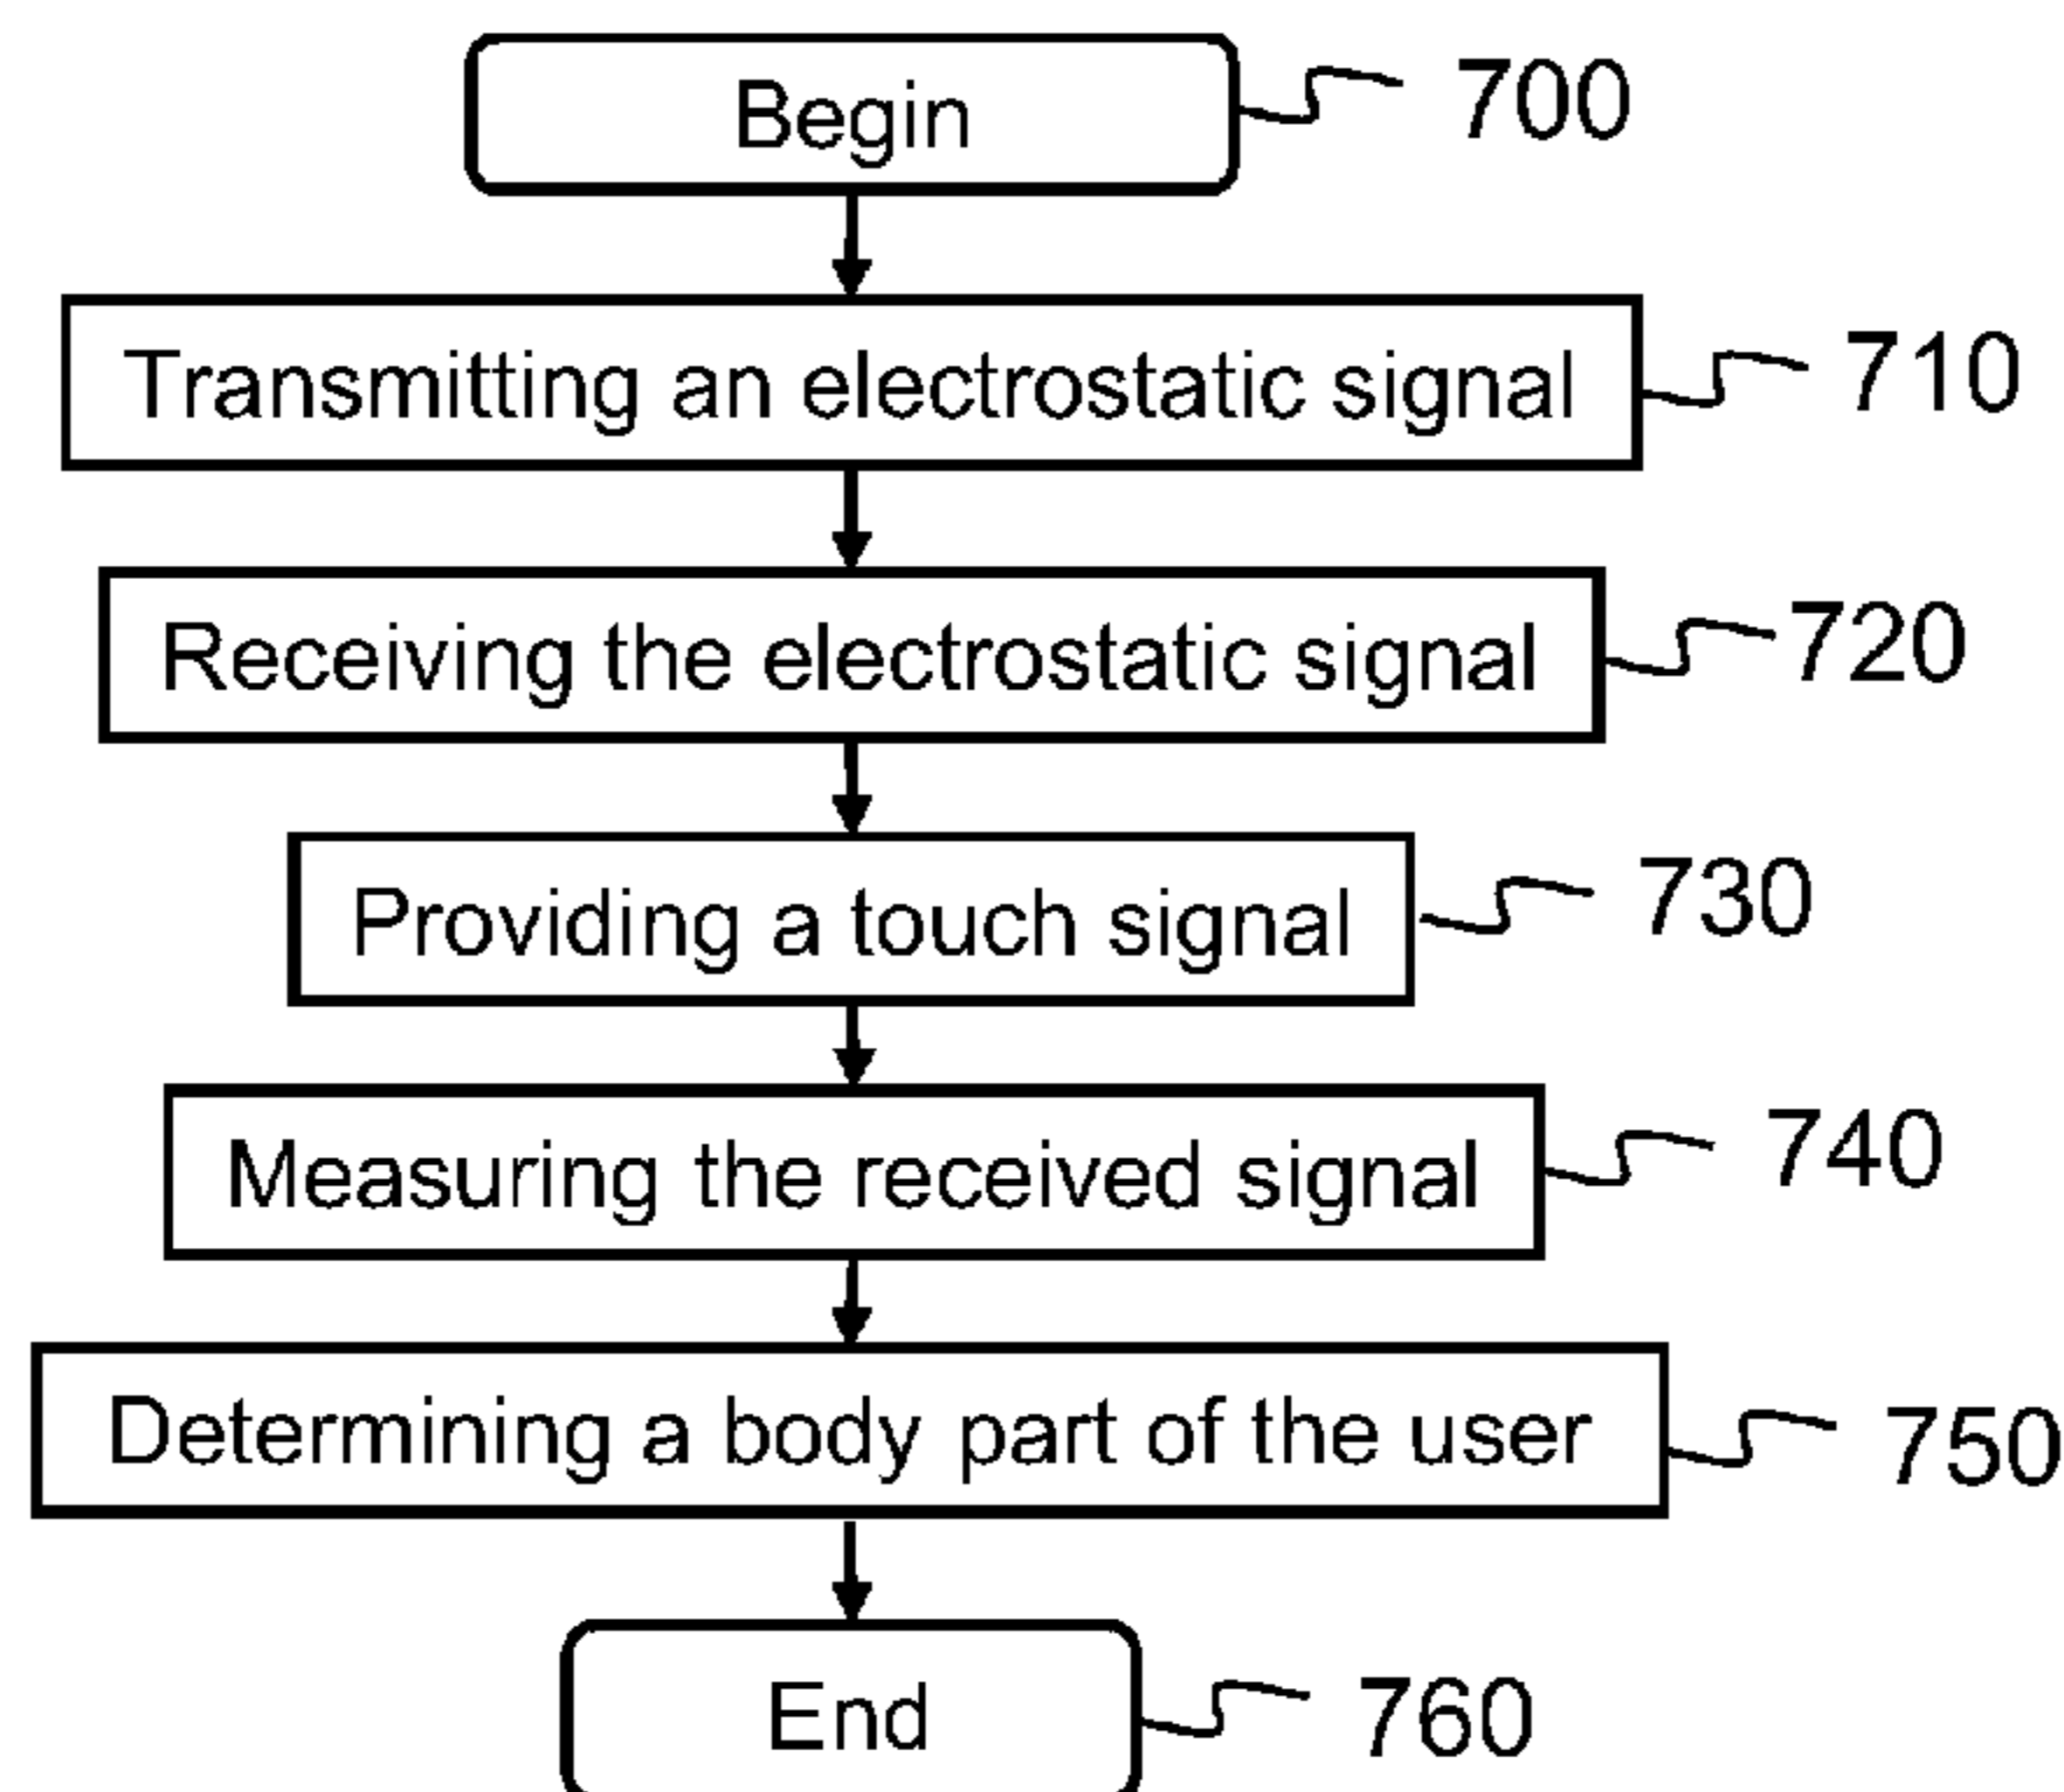 Begin 700
Transmitting an electrostatic signal 710
Receiving the electrostatic signal 720
Providing a touch signal 730
Measuring the received signal 740
Determining a body part of the user 750
End 760